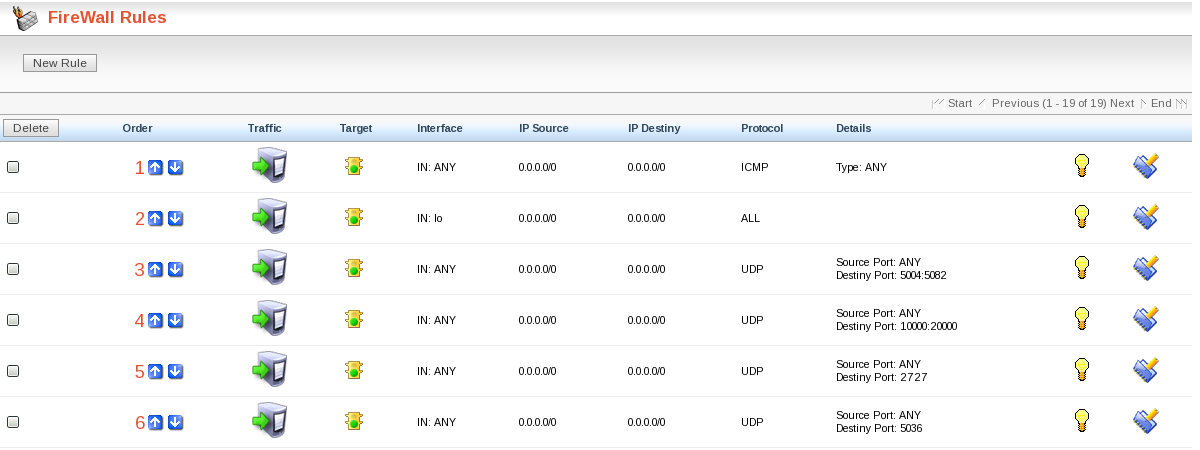 FireWall Rules
New Rule
Start Previous (1 - 19 of 19) Next End
Delete Order Traffic Target Interface IP Source IP Destiny Protocol Details
1 IN: ANY 0.0.0.0/0 0.0.0.0/0 ICMP Type: ANY
2 IN: lo 0.0.0.0/0 0.0.0.0/0 ALL
3 IN: ANY 0.0.0.0/0 0.0.0.0/0 UDP Source Port: ANY
Destiny Port: 5004:5082
4 IN: ANY 0.0.0.0/0 0.0.0.0/0 UDP Source Port: ANY
Destiny Port: 10000:20000
5 IN: ANY 0.0.0.0/0 0.0.0.0/0 UDP Source Port: ANY
Destiny Port: 2727
6 IN: ANY 0.0.0.0/0 0.0.0.0/0 UDP Source Port: ANY
Destiny Port: 5036